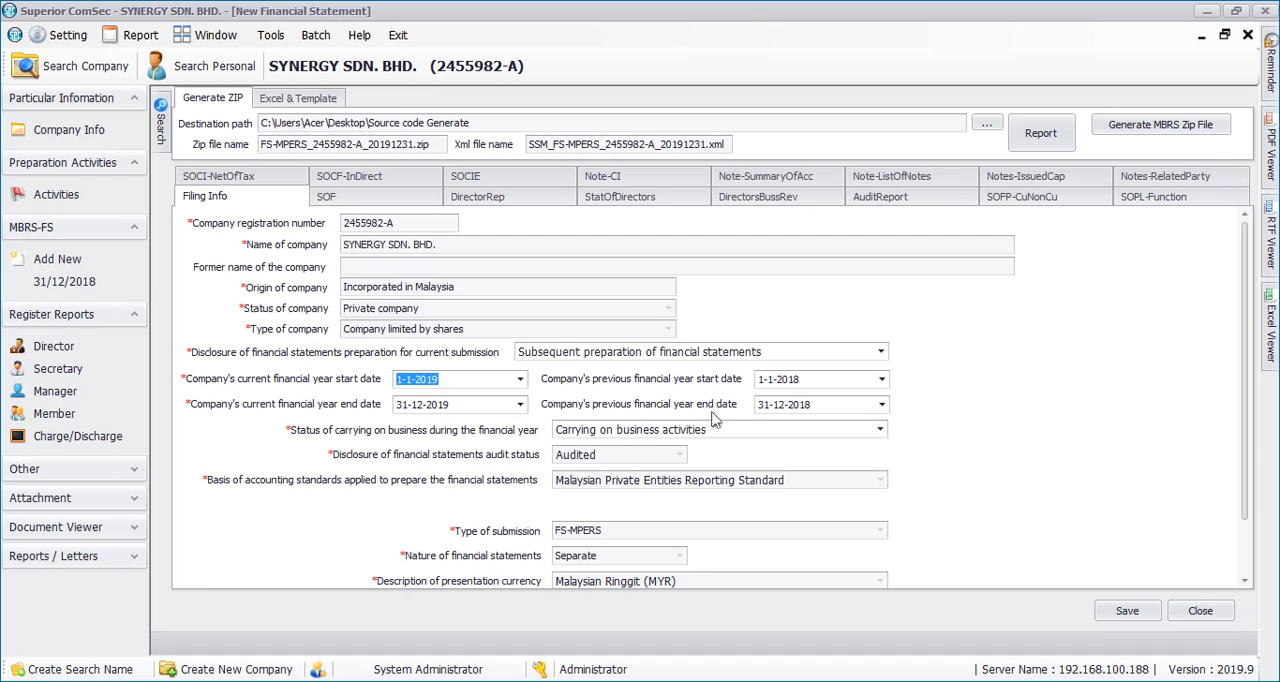 Superior ComSec - SYNERGY SDN. BHD. - [New Financial Statement]
Setting Report Window Tools Batch Help Exit
Search Company Search Personal SYNERGY SDN. BHD. (2455982-A)
Particular Infomation
Company Info
Preparation Activities
Activities
MBRS-FS
Add New
31/12/2018
Register Reports
Director
Secretary
Manager
Member
Charge/Discharge
Other
Attachment
Document Viewer
Reports / Letters
Search
Generate ZIP Excel & Template
Destination path C:\Users\Acer\Desktop\Source code Generate ... Report Generate MBRS Zip File
Zip file name FS-MPERS_2455982-A_20191231.zip Xml file name SSM_FS-MPERS_2455982-A_20191231.xml
SOCI-NetOfTax SOCF-InDirect SOCIE Note-CI Note-SummaryOfAcc Note-ListOfNotes Notes-IssuedCap Notes-RelatedParty
Filing Info SOF DirectorRep StatOfDirectors DirectorsBussRev AuditReport SOFP-CuNonCu SOPL-Function
*Company registration number 2455982-A
*Name of company SYNERGY SDN. BHD.
Former name of the company
*Origin of company Incorporated in Malaysia
*Status of company Private company
*Type of company Company limited by shares
*Disclosure of financial statements preparation for current submission Subsequent preparation of financial statements
*Company's current financial year start date 1-1-2019 Company's previous financial year start date 1-1-2018
*Company's current financial year end date 31-12-2019 Company's previous financial year end date 31-12-2018
*Status of carrying on business during the financial year Carrying on business activities
*Disclosure of financial statements audit status Audited
*Basis of accounting standards applied to prepare the financial statements Malaysian Private Entities Reporting Standard
*Type of submission FS-MPERS
*Nature of financial statements Separate
*Description of presentation currency Malaysian Ringgit (MYR)
Save Close
Reminder
PDF Viewer
RTF Viewer
Excel Viewer
Create Search Name Create New Company System Administrator Administrator | Server Name : 192.168.100.188 | Version : 2019.9